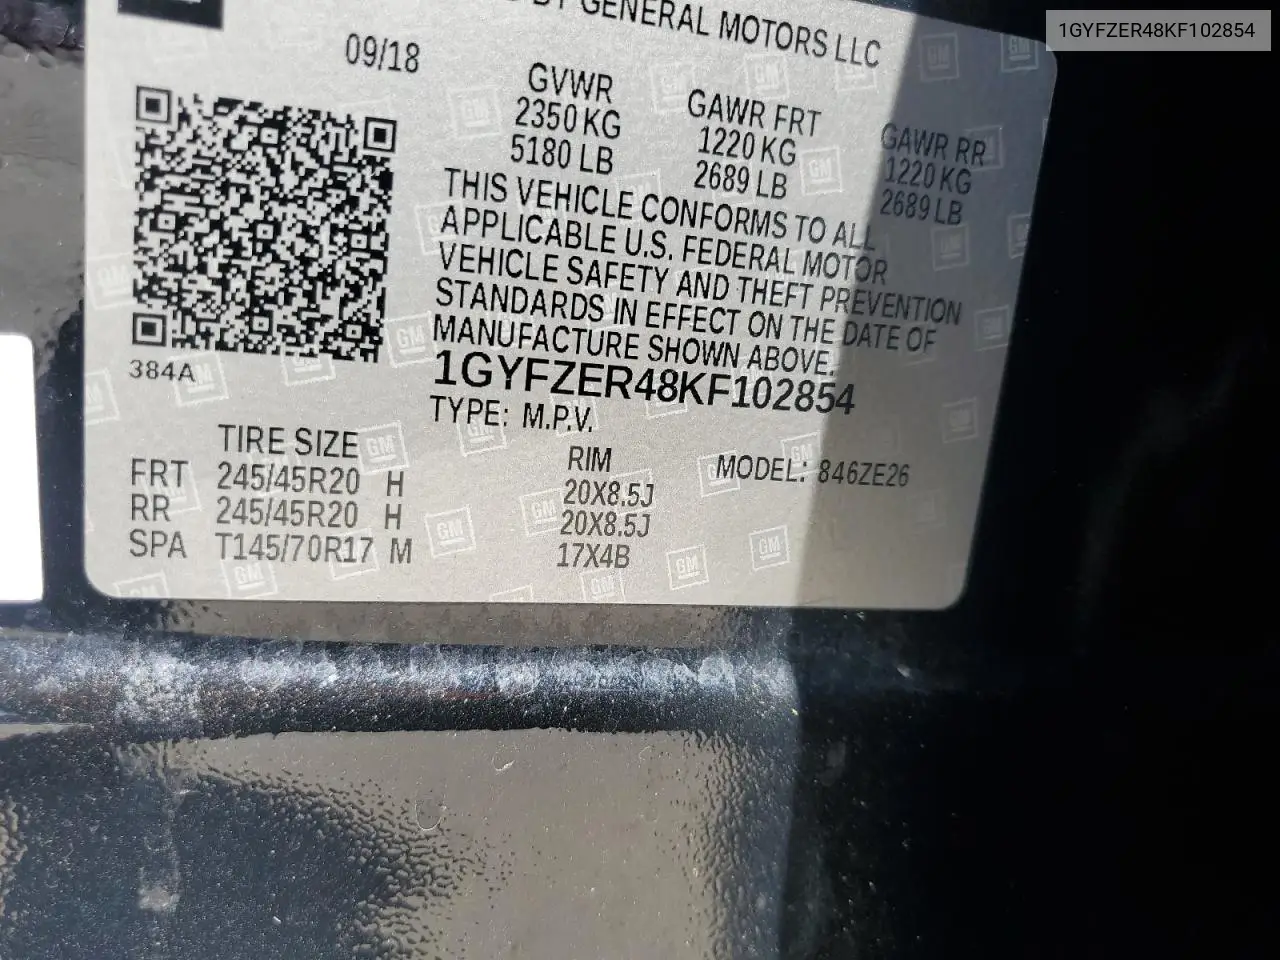 1GYFZER48KF102854
BY GENERAL MOTORS LLC
09/18
GVWR
2350 KG
5180 LB
GAWR FRT
1220 KG
2689 LB
GAWR RR
1220 KG
2689 LB
THIS VEHICLE CONFORMS TO ALL
APPLICABLE U.S. FEDERAL MOTOR
VEHICLE SAFETY AND THEFT PREVENTION
STANDARDS IN EFFECT ON THE DATE OF
MANUFACTURE SHOWN ABOVE.
384A
1GYFZER48KF102854
TYPE: M.P.V.
TIRE SIZE RIM MODEL: 846ZE26
FRT 245/45R20 H 20X8.5J
RR 245/45R20 H 20X8.5J
SPA T145/70R17 M 17X4B